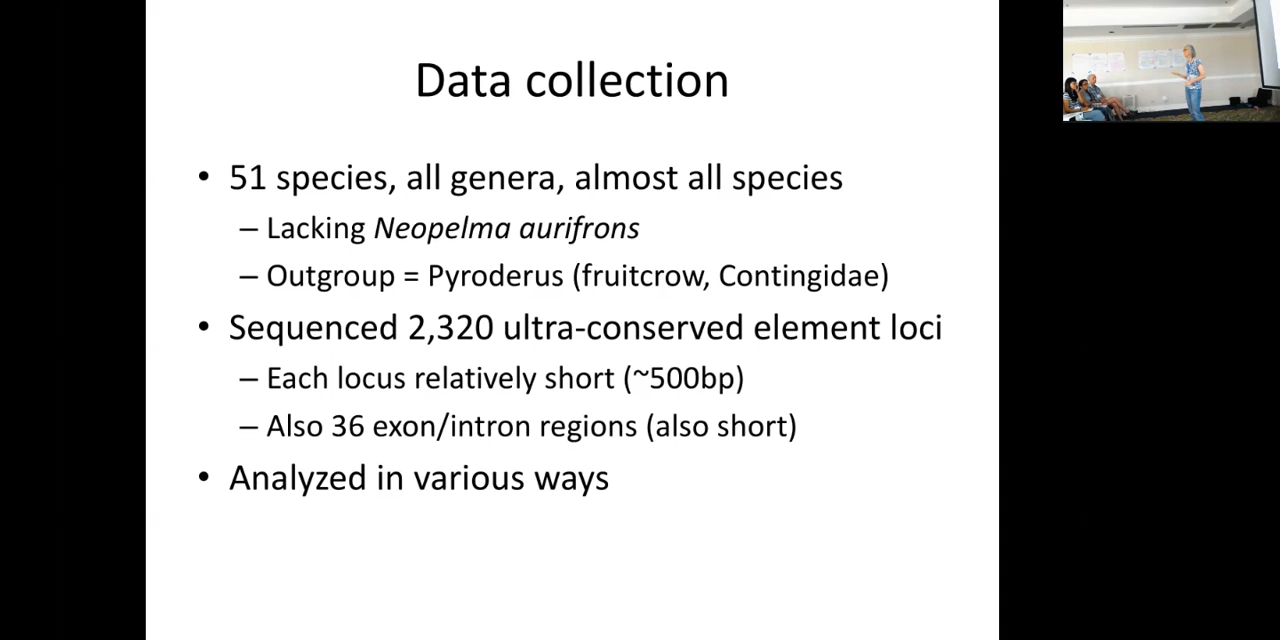 Data collection
• 51 species, all genera, almost all species
– Lacking Neopelma aurifrons
– Outgroup = Pyroderus (fruitcrow, Contingidae)
• Sequenced 2,320 ultra-conserved element loci
– Each locus relatively short (~500bp)
– Also 36 exon/intron regions (also short)
• Analyzed in various ways